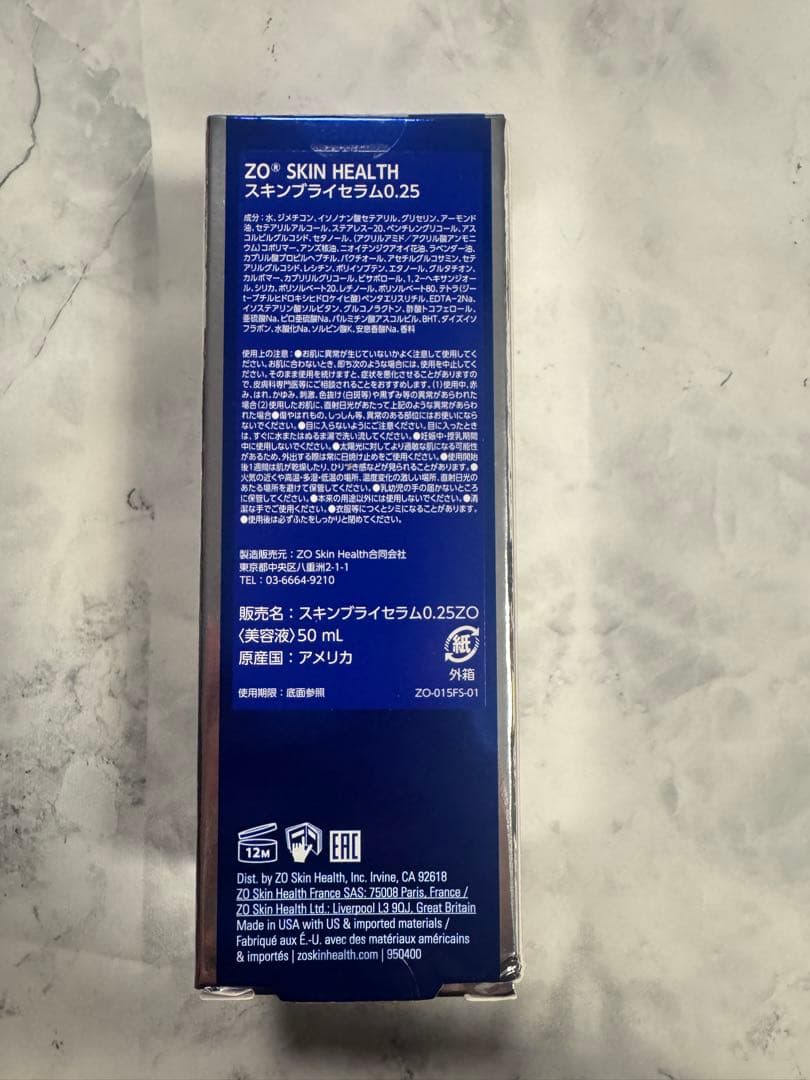 ZO® SKIN HEALTH
スキンブライセラム0.25
成分：水、ジメチコン、イソノナン酸セテアリル、グリセリン、アーモンド
油、セテアリルアルコール、ステアレス-20、ペンチレングリコール、アス
コルビルグルコシド、セタノール、(アクリルアミド／アクリル酸アンモニ
ウム)コポリマー、アンズ核油、ニオイテンジクアオイ花油、ラベンダー油、
カプリル酸プロピルヘプチル、バクチオール、アセチルグルコサミン、セテ
アリルグルコシド、レシチン、ポリイソブテン、エタノール、グルタチオン、
カルボマー、カプリリルグリコール、ビサボロール、1,2-ヘキサンジオー
ル、シリカ、ポリソルベート20、レチノール、ポリソルベート80、テトラ(ジ-
t-ブチルヒドロキシヒドロケイヒ酸)ペンタエリスリチル、EDTA-2Na、
イソステアリン酸ソルビタン、グルコノラクトン、酢酸トコフェロール、
亜硫酸Na、ピロ亜硫酸Na、パルミチン酸アスコルビル、BHT、ダイズイソ
フラボン、水酸化Na、ソルビン酸K、安息香酸Na、香料
使用上の注意：●お肌に異常が生じていないかよく注意して使用してく
ださい。お肌に合わないとき、即ち次のような場合には、使用を中止してく
ださい。そのまま使用を続けますと、症状を悪化させることがありますの
で、皮膚科専門医等にご相談されることをおすすめします。(1)使用中、赤
み、はれ、かゆみ、刺激、色抜け(白斑等)や黒ずみ等の異常があらわれた
場合(2)使用したお肌に、直射日光があたって上記のような異常があらわ
れた場合●傷やはれもの、しっしん等、異常のある部位にはお使いになら
ないでください。●目に入らないようにご注意ください。目に入ったとき
は、すぐに水またはぬるま湯で洗い流してください。●妊娠中・授乳期間
中に使用しないでください。●太陽光に対してより過敏な肌になる可能性
があるため、外出する際は常に日焼け止めをご使用ください。●使用開始
後1週間は肌が乾燥したり、ひりつき感などが見られることがあります。●
火気の近くや高温・多湿・低温の場所、温度変化の激しい場所、直射日光の
あたる場所を避けて保管してください。●乳幼児の手の届かないところ
に保管してください。●本来の用途以外には使用しないでください。●清
潔な手でご使用ください。●衣服等につくとシミになることがあります。
●使用後は必ずふたをしっかりと閉めてください。
製造販売元：ZO Skin Health合同会社
東京都中央区八重洲2-1-1
TEL：03-6664-9210
販売名：スキンブライセラム0.25ZO
〈美容液〉50 mL
原産国：アメリカ
紙
外箱
使用期限：底面参照
ZO-015FS-01
12M
EAC
Dist. by ZO Skin Health, Inc. Irvine, CA 92618
ZO Skin Health France SAS: 75008 Paris, France /
ZO Skin Health Ltd.: Liverpool L3 9QJ, Great Britain
Made in USA with US & imported materials /
Fabriqué aux É.-U. avec des matériaux américains
& importés | zoskinhealth.com | 950400